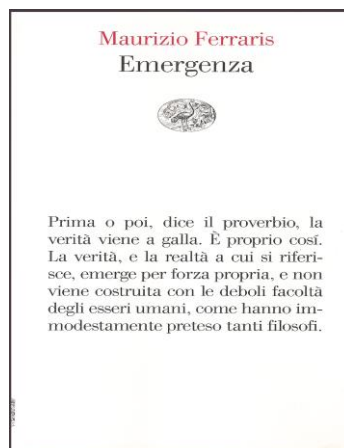 Maurizio Ferraris
Emergenza
Prima o poi, dice il proverbio, la
verità viene a galla. È proprio cosí.
La verità, e la realtà a cui si riferi-
sce, emerge per forza propria, e non
viene costruita con le deboli facoltà
degli esseri umani, come hanno im-
modestamente preteso tanti filosofi.